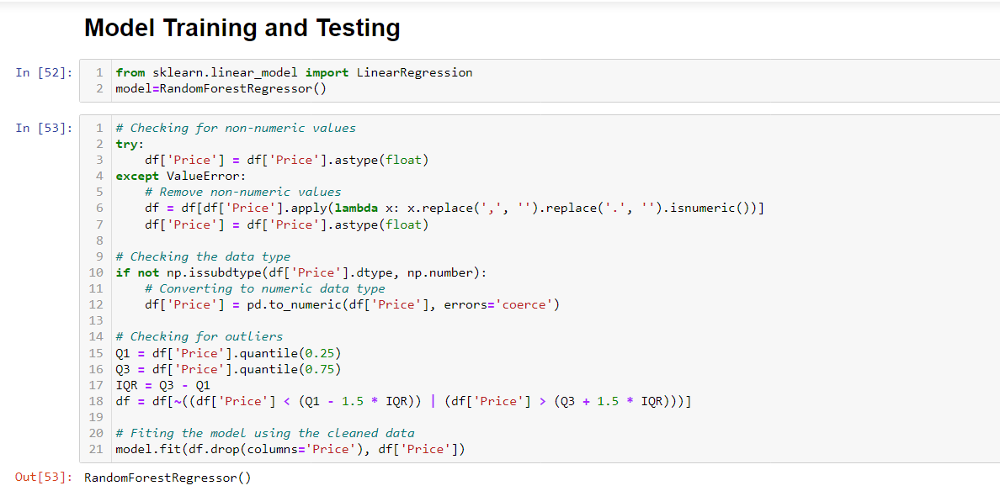 Model Training and Testing
In [52]:
1 from sklearn.linear_model import LinearRegression
2 model=RandomForestRegressor()
In [53]:
1 # Checking for non-numeric values
2 try:
3     df['Price'] = df['Price'].astype(float)
4 except ValueError:
5     # Remove non-numeric values
6     df = df[df['Price'].apply(lambda x: x.replace(',', '').replace('.', '').isnumeric())]
7     df['Price'] = df['Price'].astype(float)
8
9 # Checking the data type
10 if not np.issubdtype(df['Price'].dtype, np.number):
11     # Converting to numeric data type
12     df['Price'] = pd.to_numeric(df['Price'], errors='coerce')
13
14 # Checking for outliers
15 Q1 = df['Price'].quantile(0.25)
16 Q3 = df['Price'].quantile(0.75)
17 IQR = Q3 - Q1
18 df = df[~((df['Price'] < (Q1 - 1.5 * IQR)) | (df['Price'] > (Q3 + 1.5 * IQR)))]
19
20 # Fiting the model using the cleaned data
21 model.fit(df.drop(columns='Price'), df['Price'])
Out[53]: RandomForestRegressor()